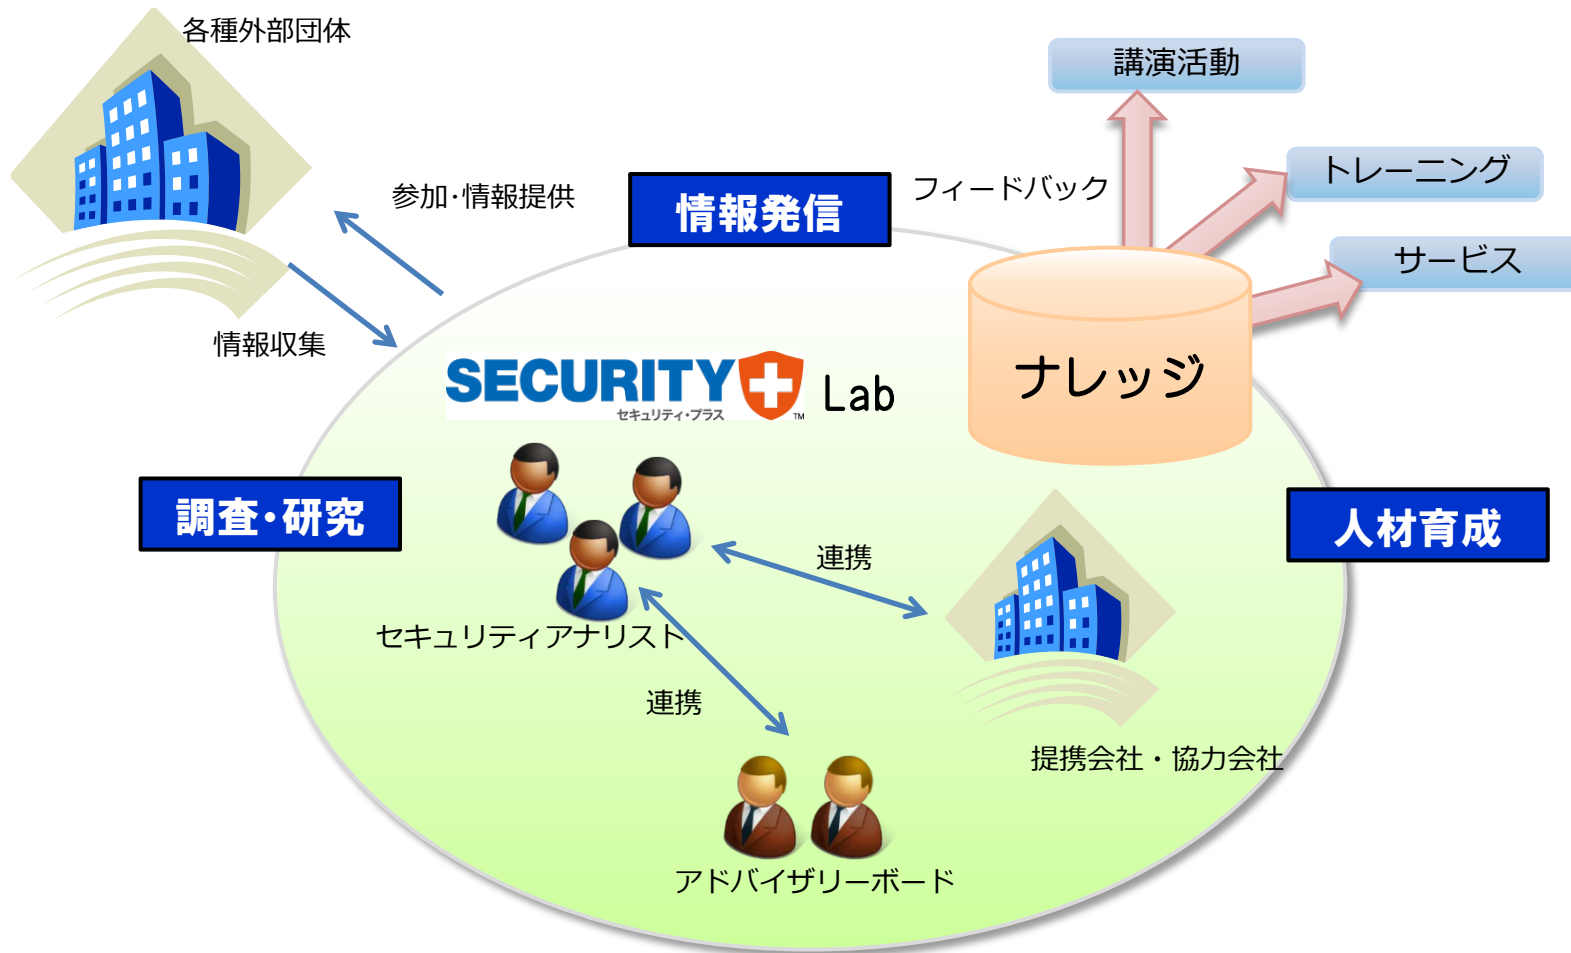 各種外部団体
講演活動
トレーニング
サービス
フィードバック
参加･情報提供
情報発信
情報収集
SECURITY
セキュリティ・プラス
TM
Lab
ナレッジ
調査・研究
人材育成
連携
セキュリティアナリスト
連携
提携会社・協力会社
アドバイザリーボード